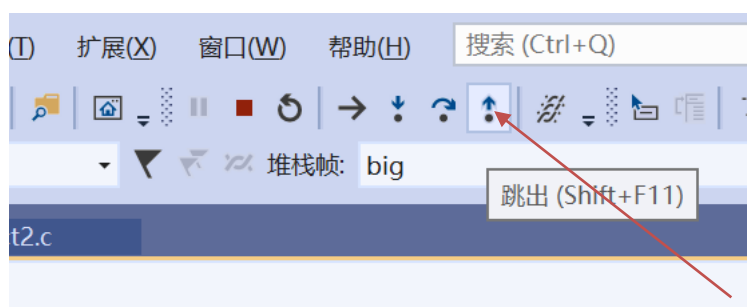 (T) 扩展(X) 窗口(W) 帮助(H) 搜索 (Ctrl+Q)
堆栈帧: big
跳出 (Shift+F11)
t2.c